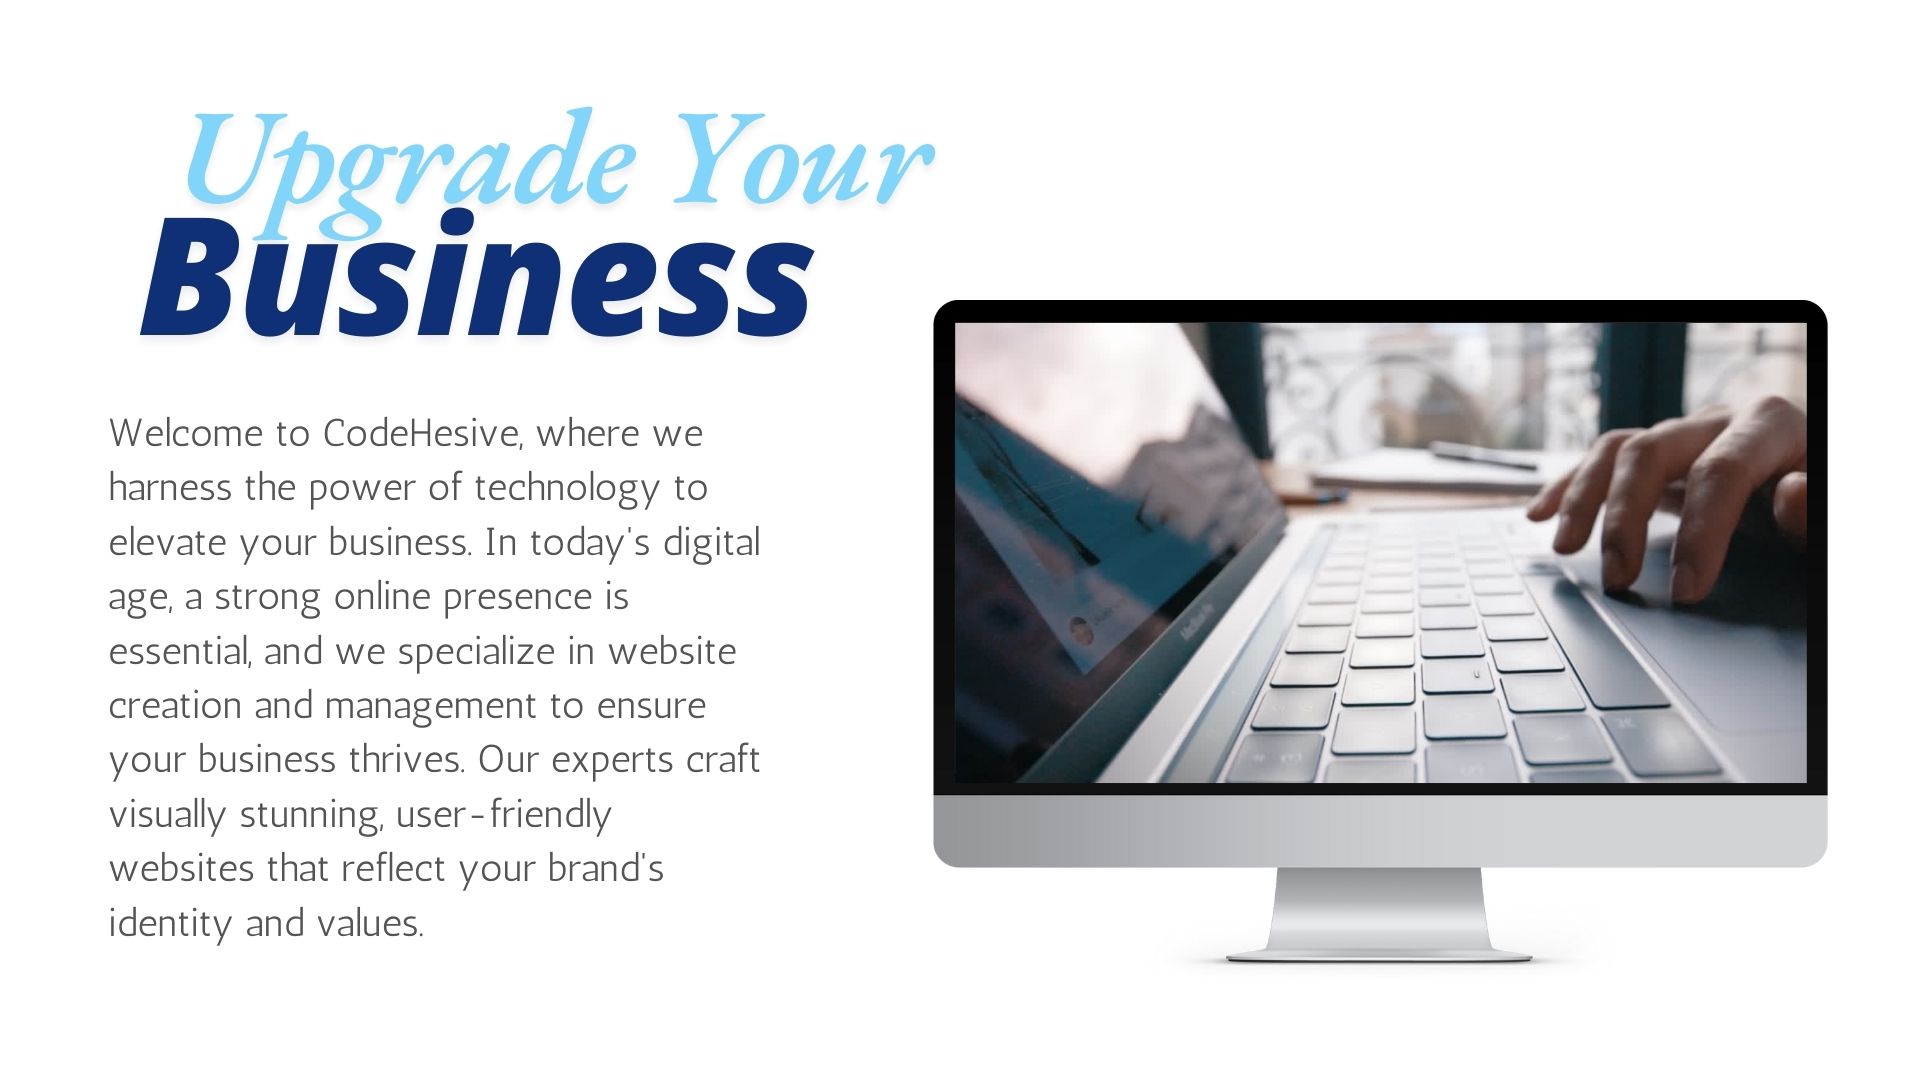 Upgrade Your
Business
Welcome to CodeHesive, where we
harness the power of technology to
elevate your business. In today's digital
age, a strong online presence is
essential, and we specialize in website
creation and management to ensure
your business thrives. Our experts craft
visually stunning, user-friendly
websites that reflect your brand's
identity and values.
MacBook Pro